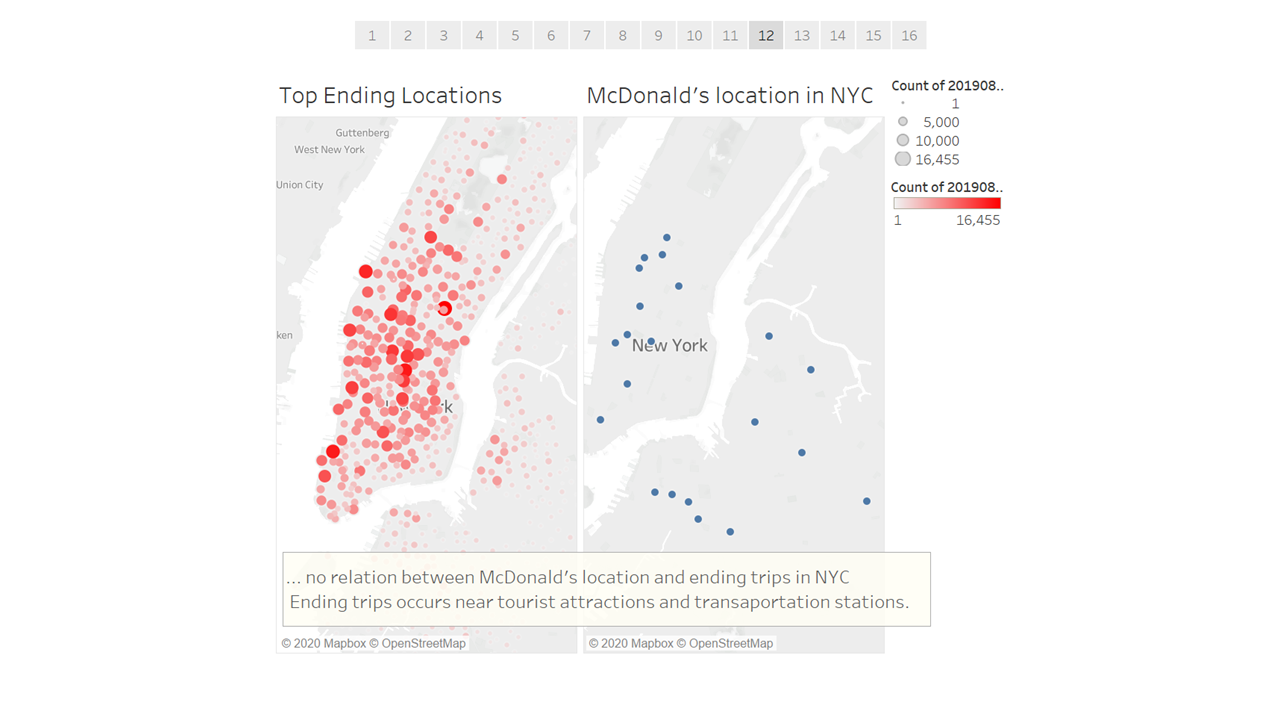 1 2 3 4 5 6 7 8 9 10 11 12 13 14 15 16
Top Ending Locations
McDonald's location in NYC
Count of 201908..
1
5,000
10,000
16,455
Count of 201908..
1 16,455
Guttenberg
West New York
Union City
ken
New York
... no relation between McDonald's location and ending trips in NYC
Ending trips occurs near tourist attractions and transaportation stations.
© 2020 Mapbox © OpenStreetMap
© 2020 Mapbox © OpenStreetMap